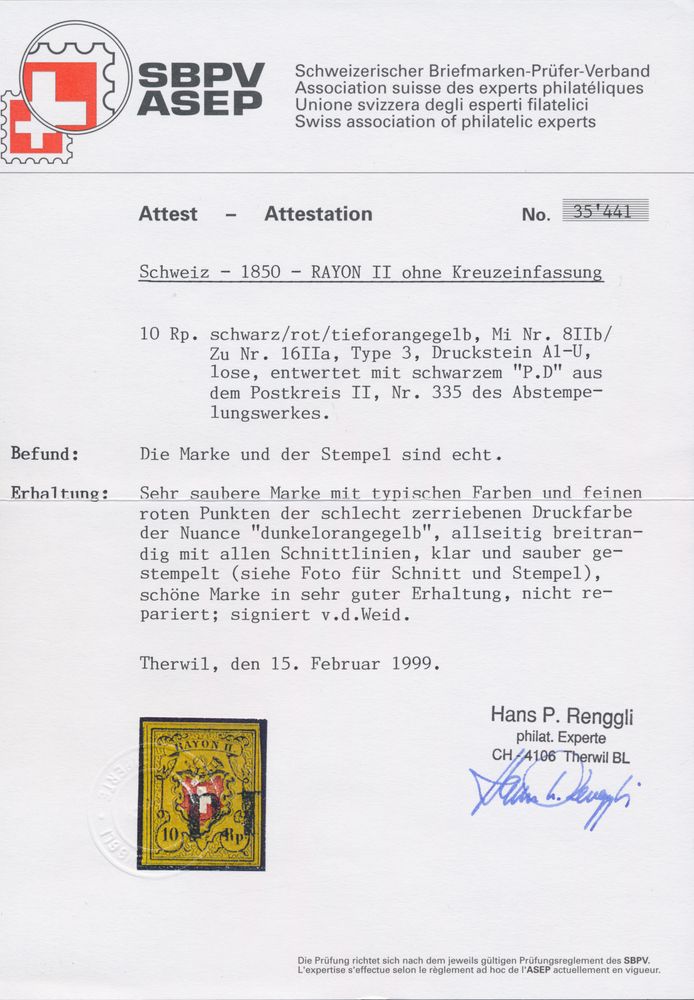 SBPV
ASEP
Schweizerischer Briefmarken-Prüfer-Verband
Association suisse des experts philatéliques
Unione svizzera degli esperti filatelici
Swiss association of philatelic experts
Attest – Attestation No. 35'441
Schweiz - 1850 - RAYON II ohne Kreuzeinfassung
10 Rp. schwarz/rot/tieforangegelb, Mi Nr. 8IIb/
Zu Nr. 16IIa, Type 3, Druckstein A1-U,
lose, entwertet mit schwarzem "P.D" aus
dem Postkreis II, Nr. 335 des Abstempe-
lungswerkes.
Befund: Die Marke und der Stempel sind echt.
Erhaltung: Sehr saubere Marke mit typischen Farben und feinen
roten Punkten der schlecht zerriebenen Druckfarbe
der Nuance "dunkelorangegelb", allseitig breitran-
dig mit allen Schnittlinien, klar und sauber ge-
stempelt (siehe Foto für Schnitt und Stempel),
schöne Marke in sehr guter Erhaltung, nicht re-
pariert; signiert v.d.Weid.
Therwil, den 15. Februar 1999.
Hans P. Renggli
philat. Experte
CH-4106 Therwil BL
RAYON II
10 Rp
Die Prüfung richtet sich nach dem jeweils gültigen Prüfungsreglement des SBPV.
L'expertise s'effectue selon le règlement ad hoc de l'ASEP actuellement en vigueur.